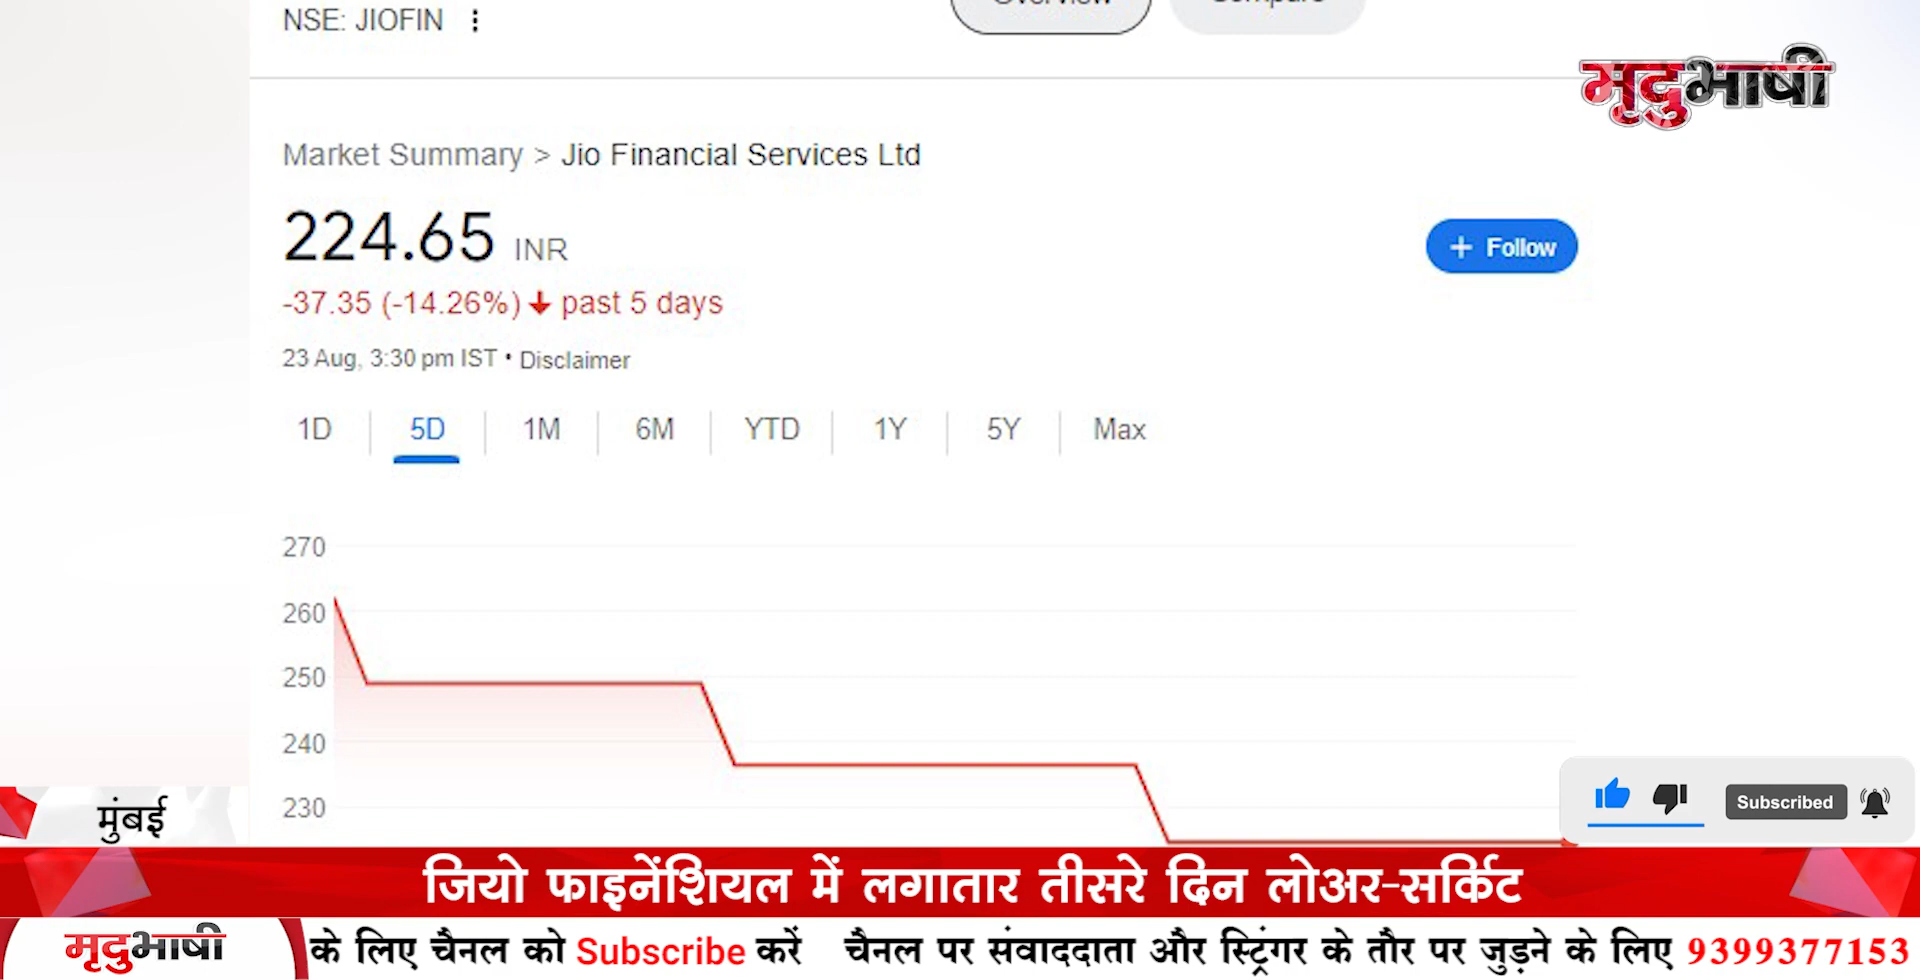 NSE: JIOFIN
Overview Compare
मृदुभाषी
Market Summary > Jio Financial Services Ltd
224.65 INR
+ Follow
-37.35 (-14.26%) ↓ past 5 days
23 Aug, 3:30 pm IST • Disclaimer
1D 5D 1M 6M YTD 1Y 5Y Max
270
260
250
240
230
Subscribed
मुंबई
जियो फाइनेंशियल में लगातार तीसरे दिन लोअर-सर्किट
मृदुभाषी के लिए चैनल को Subscribe करें चैनल पर संवाददाता और स्ट्रिंगर के तौर पर जुड़ने के लिए 9399377153